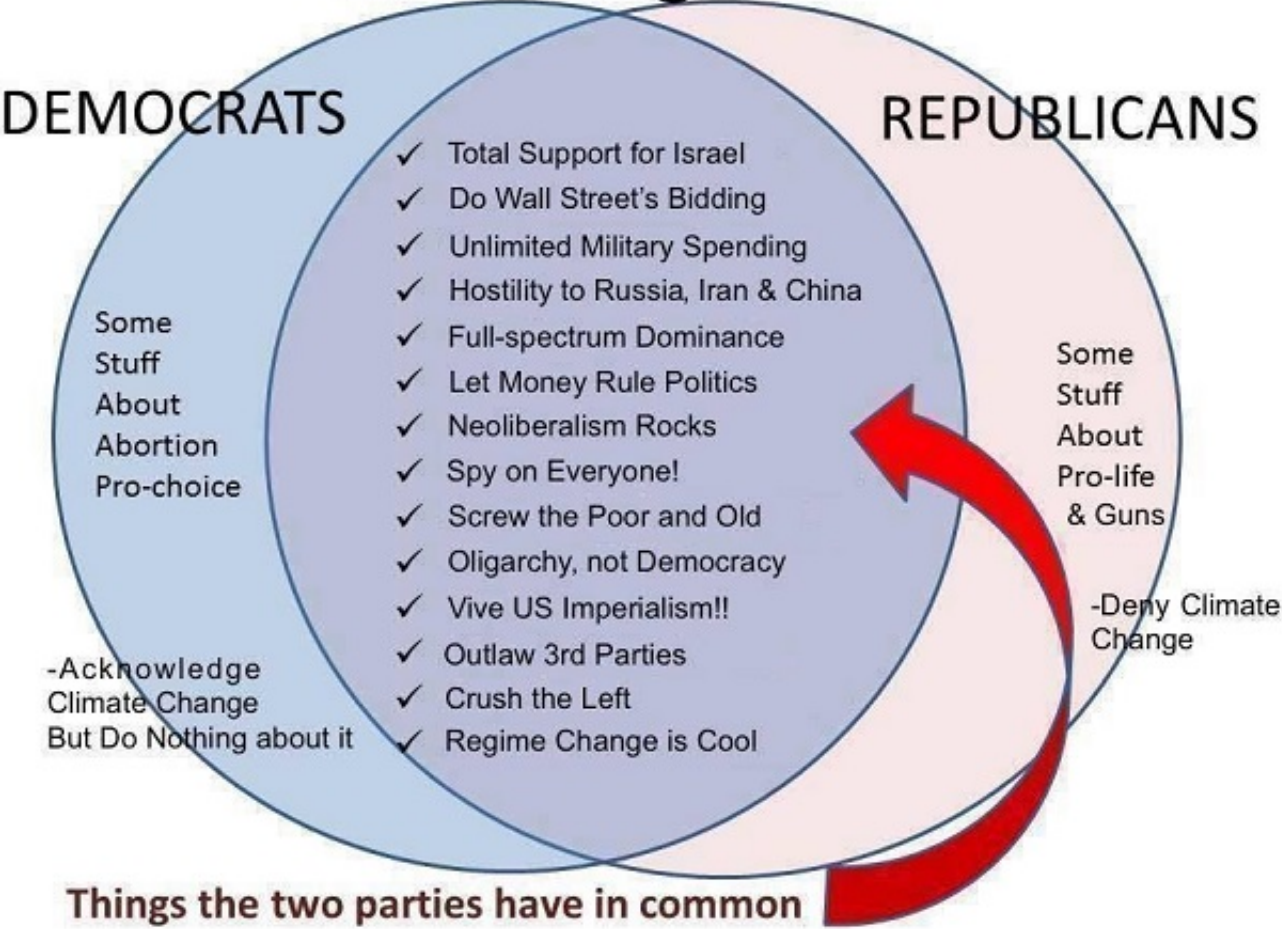 DEMOCRATS
REPUBLICANS
✓ Total Support for Israel
✓ Do Wall Street's Bidding
✓ Unlimited Military Spending
✓ Hostility to Russia, Iran & China
✓ Full-spectrum Dominance
✓ Let Money Rule Politics
✓ Neoliberalism Rocks
✓ Spy on Everyone!
✓ Screw the Poor and Old
✓ Oligarchy, not Democracy
✓ Vive US Imperialism!!
✓ Outlaw 3rd Parties
✓ Crush the Left
✓ Regime Change is Cool
Some
Stuff
About
Abortion
Pro-choice
-Acknowledge
Climate Change
But Do Nothing about it
Some
Stuff
About
Pro-life
& Guns
-Deny Climate
Change
Things the two parties have in common